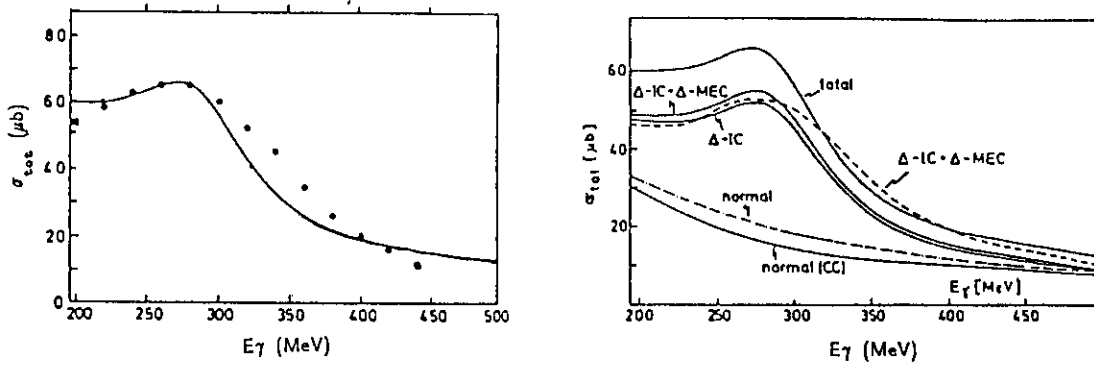 80
60
40
20
0
200
250
300
350
400
450
500
σtot (μb)
Eγ (MeV)
60
40
20
200
250
300
350
400
450
σtot (μb)
total
Δ-IC+Δ-MEC
Δ-IC
Δ-IC+Δ-MEC
normal
normal (CC)
Eγ [MeV]
Eγ (MeV)